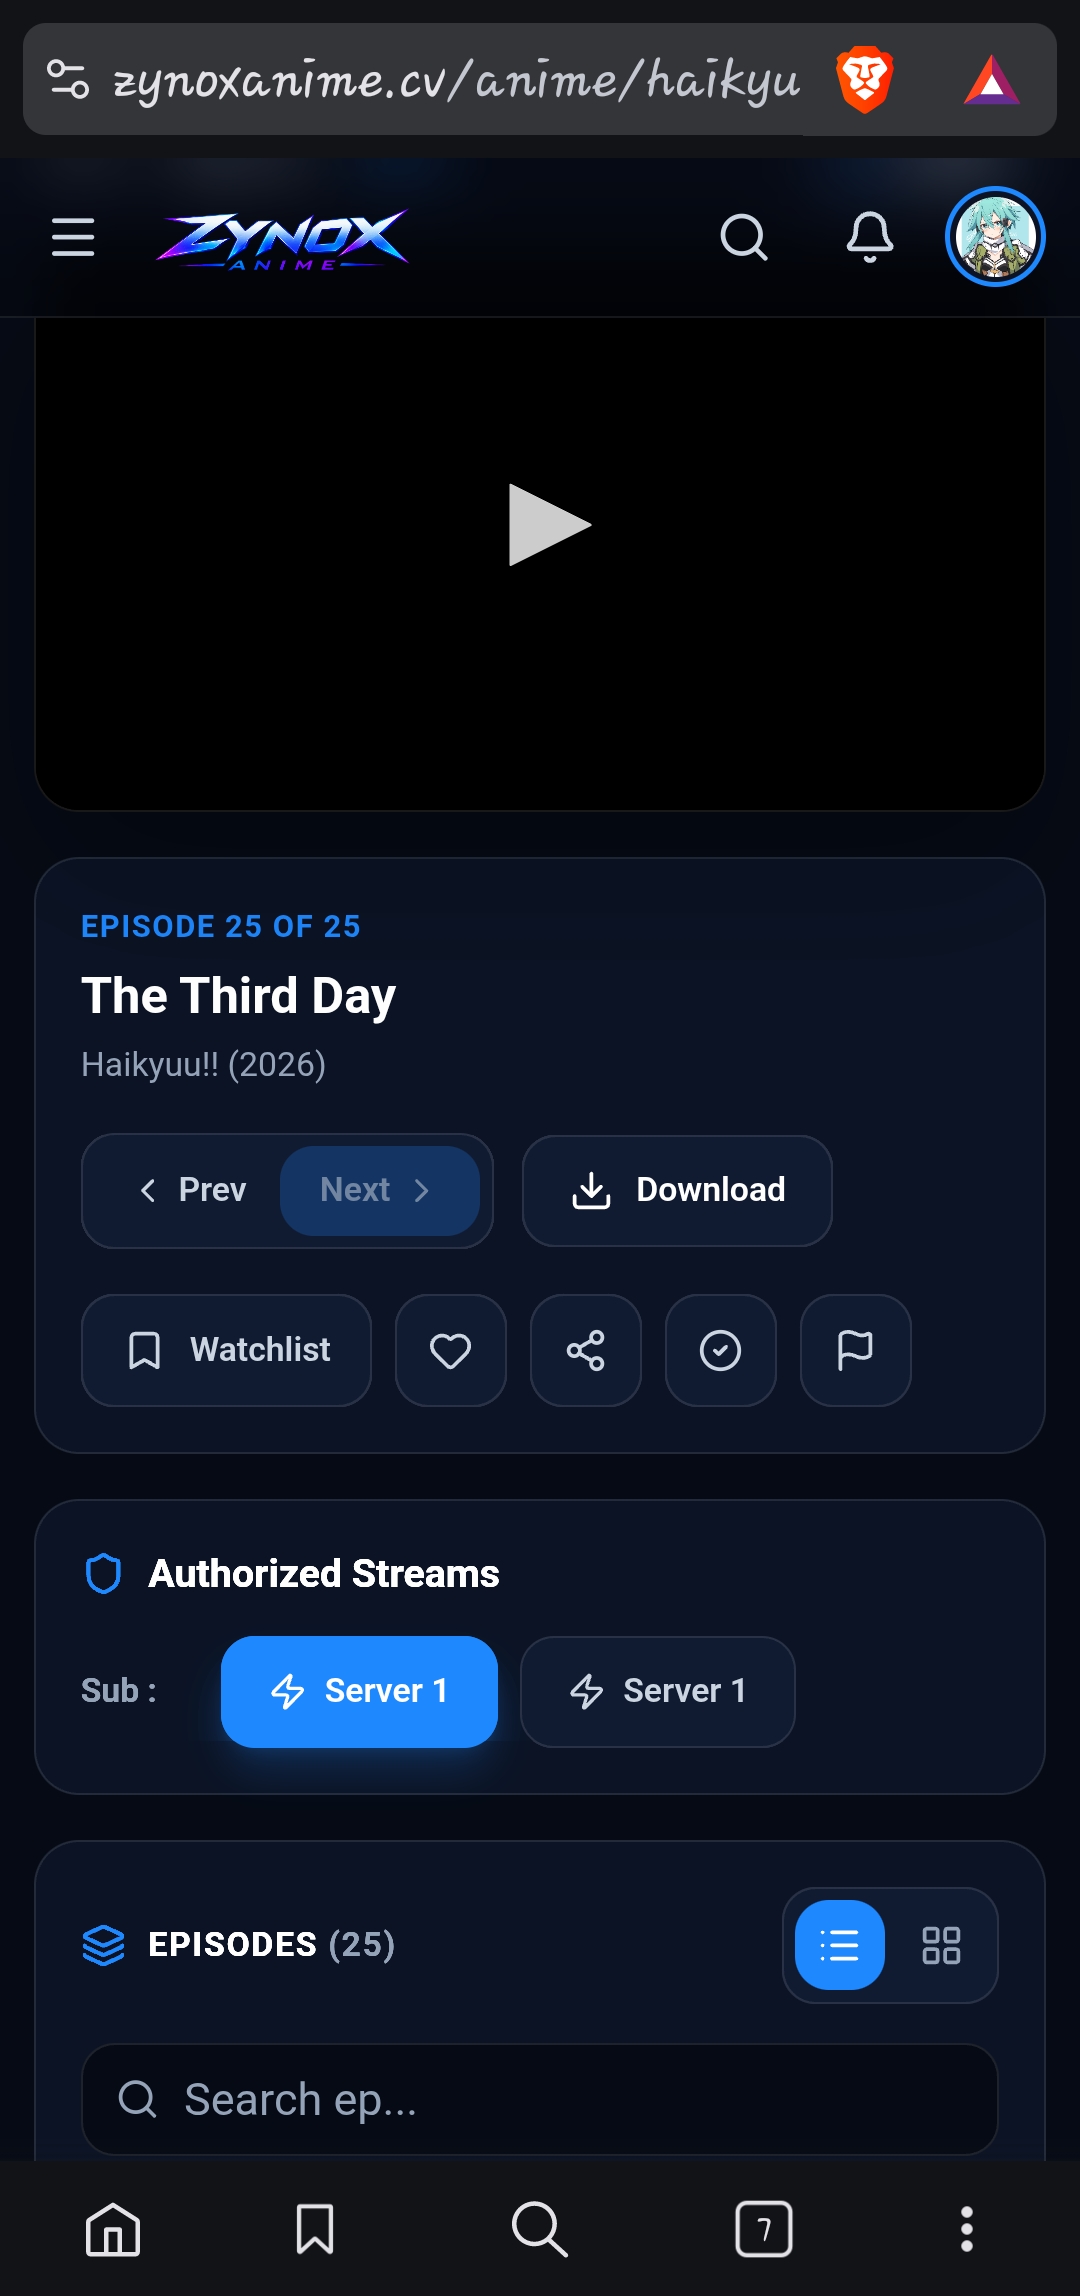 zynoxanime.cv/anime/haikyu
ZYNOX
ANIME
EPISODE 25 OF 25
The Third Day
Haikyuu!! (2026)
Prev
Next
Download
Watchlist
Authorized Streams
Sub :
Server 1
Server 1
EPISODES (25)
Search ep...
7